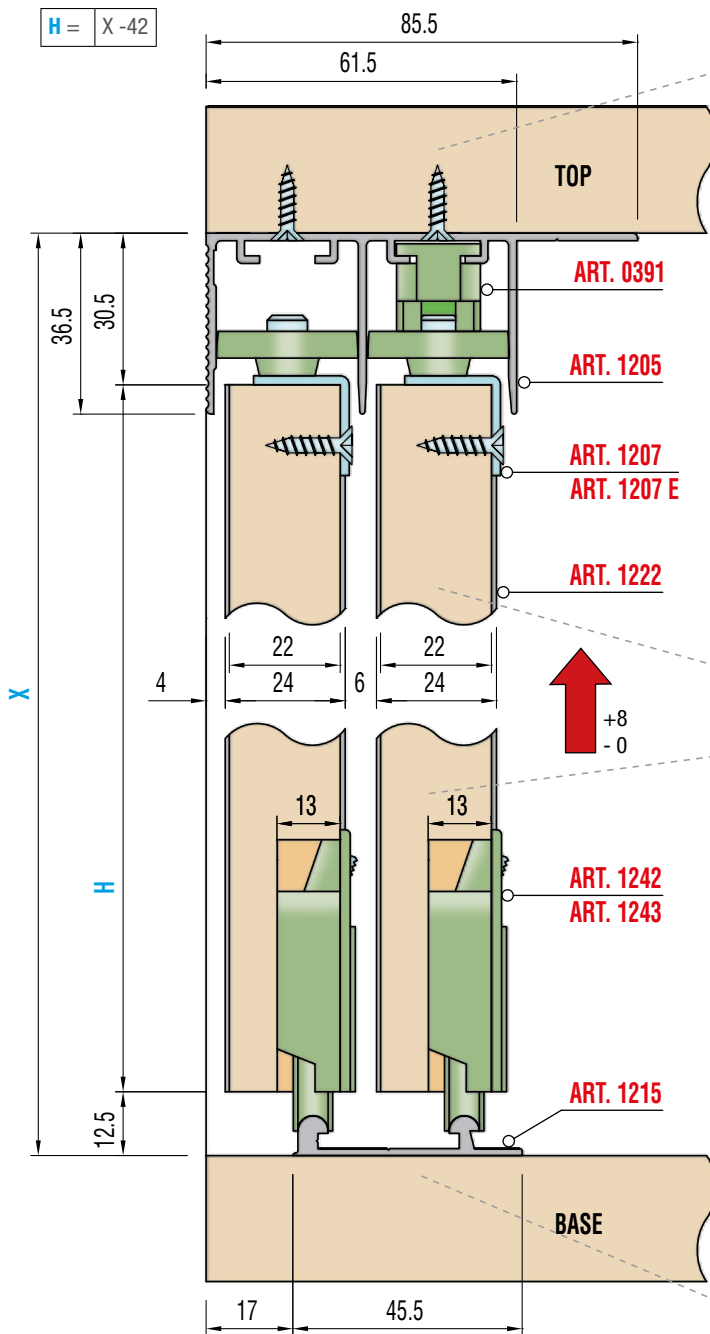 H = X -42
85.5
61.5
TOP
36.5
30.5
ART. 0391
ART. 1205
ART. 1207
ART. 1207 E
ART. 1222
22
22
4
24
6
24
X
+8
- 0
13
13
H
ART. 1242
ART. 1243
12.5
ART. 1215
BASE
17
45.5